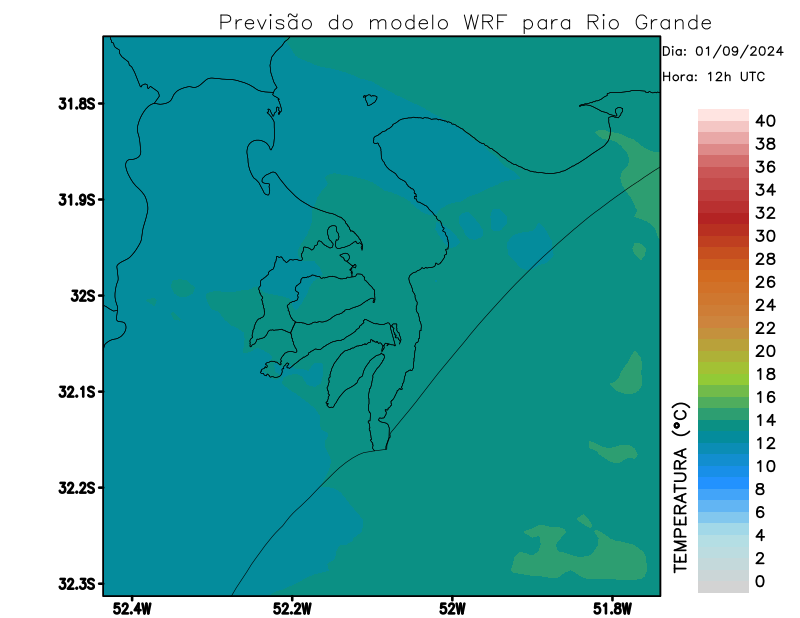 Previsão do modelo WRF para Rio Grande
Dia: 01/09/2024
Hora: 12h UTC
31.8S
31.9S
32S
32.1S
32.2S
32.3S
52.4W
52.2W
52W
51.8W
TEMPERATURA (°C)
40
38
36
34
32
30
28
26
24
22
20
18
16
14
12
10
8
6
4
2
0